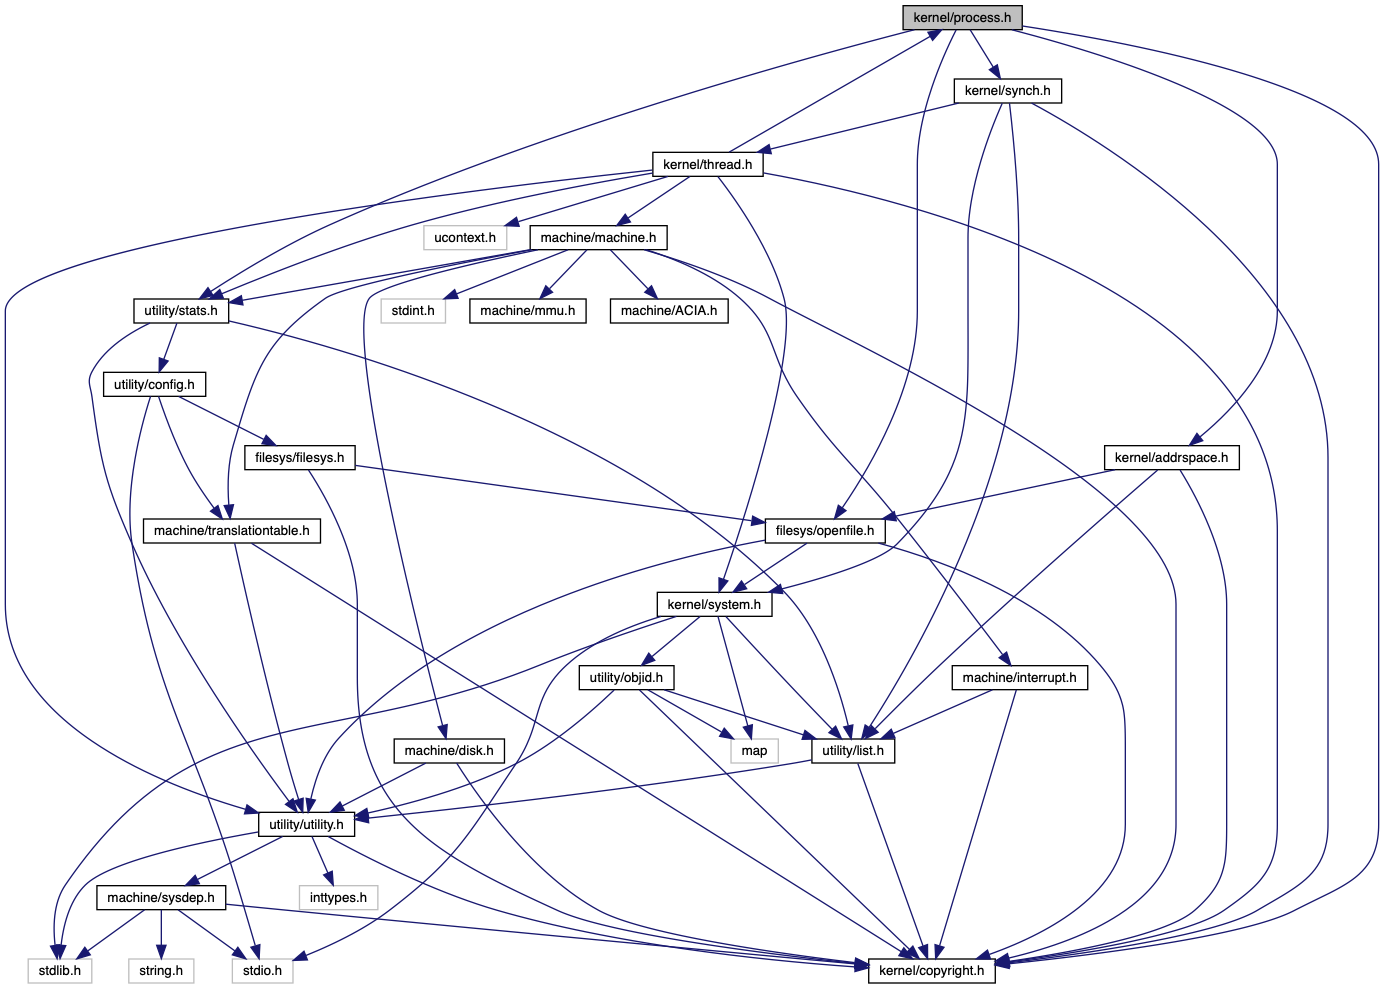 kernel/process.h
kernel/synch.h
kernel/thread.h
ucontext.h
machine/machine.h
utility/stats.h
stdint.h
machine/mmu.h
machine/ACIA.h
utility/config.h
filesys/filesys.h
kernel/addrspace.h
machine/translationtable.h
filesys/openfile.h
kernel/system.h
utility/objid.h
machine/interrupt.h
machine/disk.h
map
utility/list.h
utility/utility.h
machine/sysdep.h
inttypes.h
stdlib.h
string.h
stdio.h
kernel/copyright.h